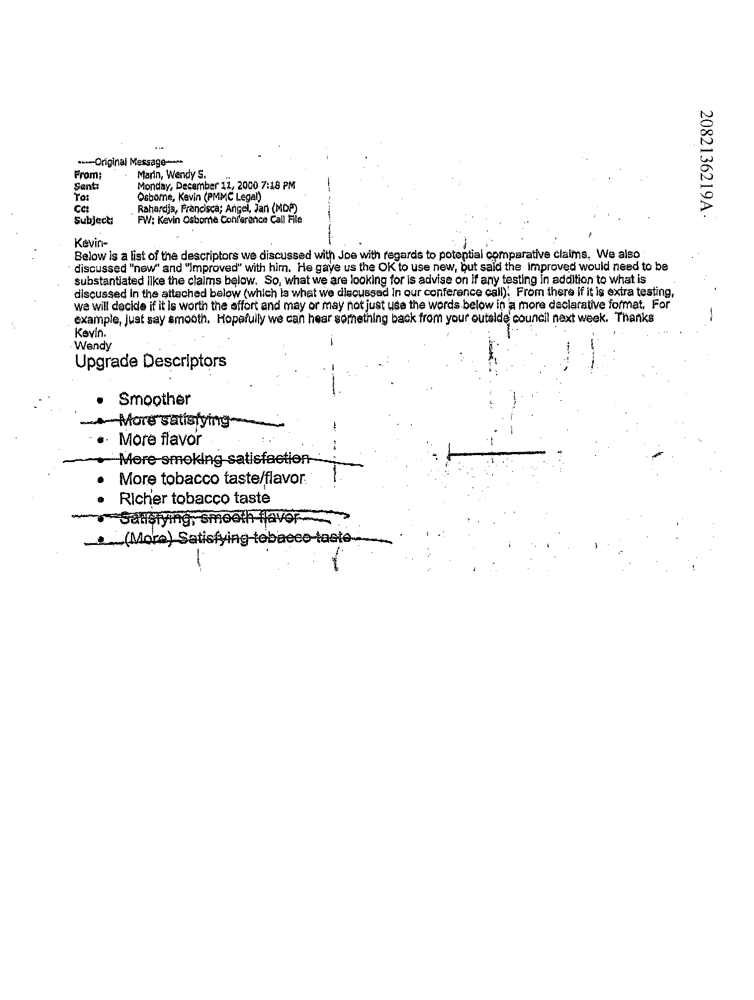 2082136219A
-----Original Message-----
From: Marin, Wendy S.
Sent: Monday, December 11, 2000 7:18 PM
To: Osborne, Kevin (PMMC Legal)
Cc: Rahardja, Francisca; Angel, Jan (MDP)
Subject: FW: Kevin Osborne Conference Call File
Kevin-
Below is a list of the descriptors we discussed with Joe with regards to potential comparative claims. We also
discussed "new" and "Improved" with him. He gave us the OK to use new, but said the improved would need to be
substantiated like the claims below. So, what we are looking for is advise on if any testing in addition to what is
discussed in the attached below (which is what we discussed in our conference call). From there if it is extra testing,
we will decide if it is worth the effort and may or may not just use the words below in a more declarative format. For
example, just say smooth. Hopefully we can hear something back from your outside council next week. Thanks
Kevin.
Wendy
Upgrade Descriptors
• Smoother
• More satisfying
• More flavor
• More smoking satisfaction
• More tobacco taste/flavor
• Richer tobacco taste
• Satisfying, smooth flavor
• (More) Satisfying tobacco taste